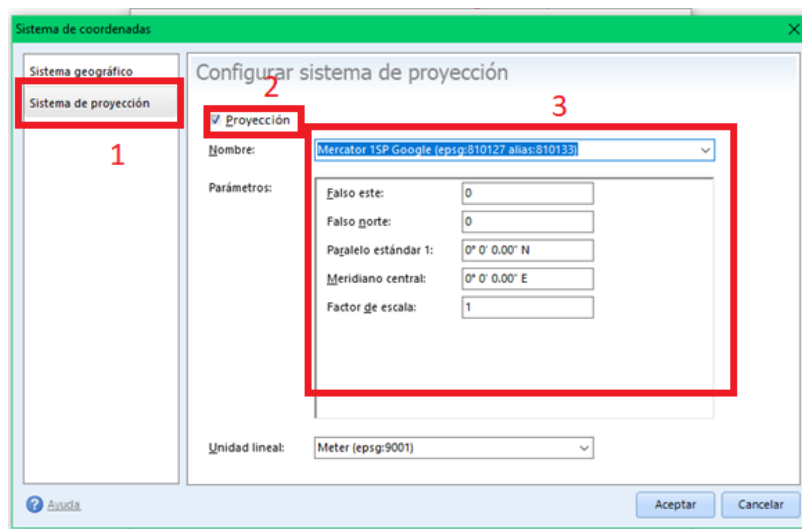 Sistema de coordenadas
Sistema geográfico
Sistema de proyección
1
Configurar sistema de proyección
2
3
Proyección
Nombre: Mercator 1SP Google (epsg:810127 alias:810133)
Parámetros:
Falso este: 0
Falso norte: 0
Paralelo estándar 1: 0° 0' 0.00" N
Meridiano central: 0° 0' 0.00" E
Factor de escala: 1
Unidad lineal: Meter (epsg:9001)
? Ayuda
Aceptar Cancelar